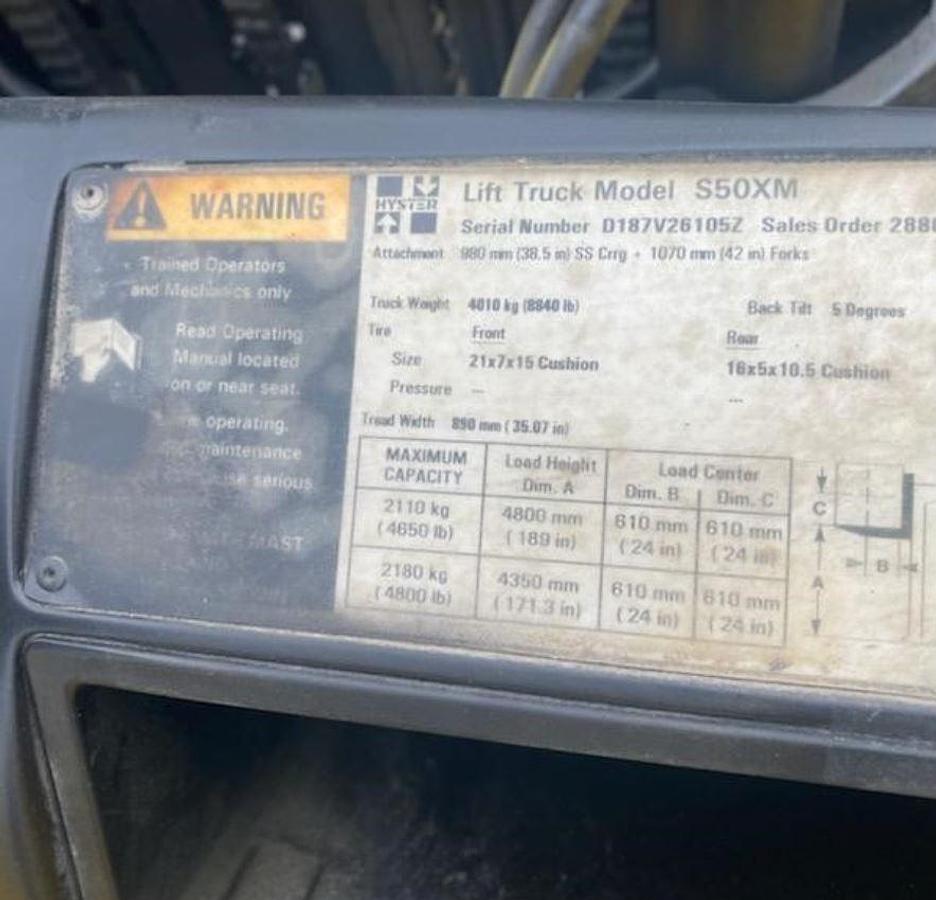 WARNING
Trained Operators
and Mechanics only
Read Operating
Manual located
on or near seat.
operating.
maintenance
use serious
MAST
HYSTER
Lift Truck Model S50XM
Serial Number D187V26105Z Sales Order 288
Attachment 980 mm (38.5 in) SS Crrg + 1070 mm (42 in) Forks
Truck Weight 4010 kg (8840 lb) Back Tilt 5 Degrees
Tire Front Rear
Size 21x7x15 Cushion 16x5x10.5 Cushion
Pressure --- ---
Tread Width 890 mm ( 35.07 in)
MAXIMUM CAPACITY Load Height Dim. A Load Center Dim. B Dim. C
2110 kg 4800 mm 610 mm 610 mm
(4650 lb) (189 in) (24 in) (24 in)
2180 kg 4350 mm 610 mm 610 mm
(4800 lb) (171.3 in) (24 in) (24 in)
C
B
A